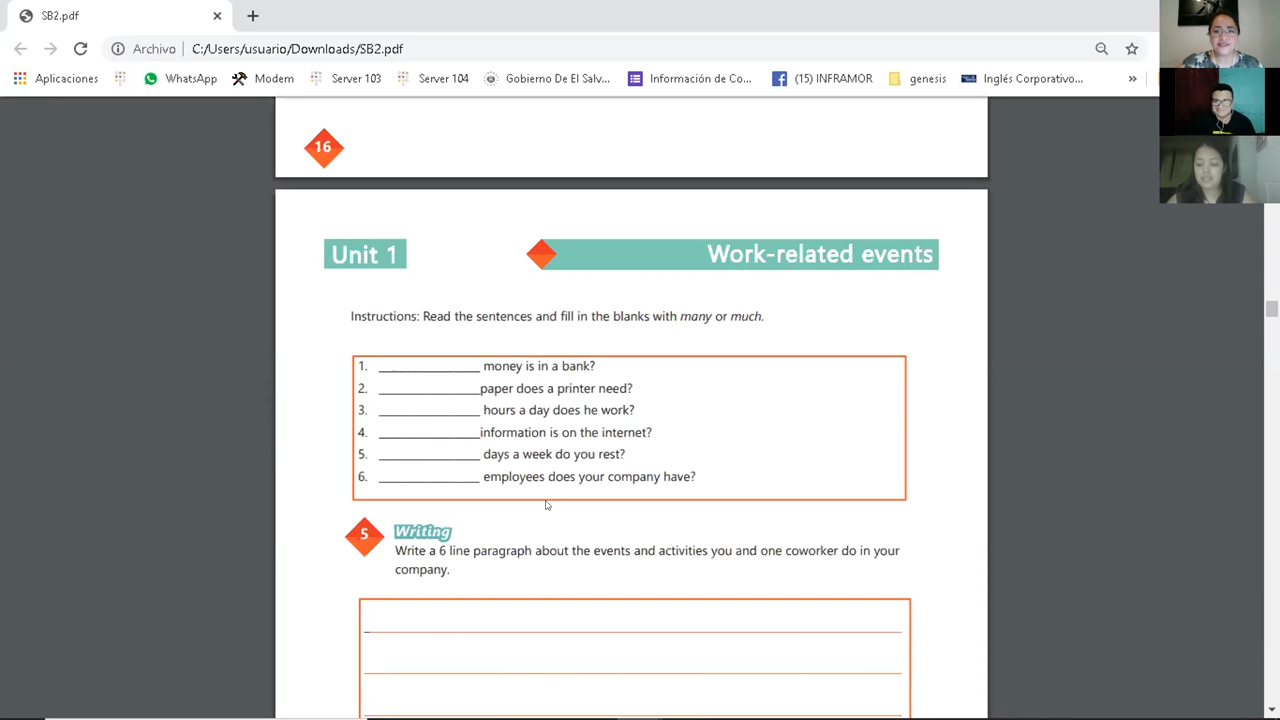 SB2.pdf
Archivo C:/Users/usuario/Downloads/SB2.pdf
Aplicaciones WhatsApp Modem Server 103 Server 104 Gobierno De El Salv... Información de Co... (15) INFRAMOR genesis Inglés Corporativo... »
16
Unit 1 Work-related events
Instructions: Read the sentences and fill in the blanks with many or much.
1. ________________ money is in a bank?
2. ________________paper does a printer need?
3. ________________ hours a day does he work?
4. ________________information is on the internet?
5. ________________ days a week do you rest?
6. ________________ employees does your company have?
5 Writing
Write a 6 line paragraph about the events and activities you and one coworker do in your
company.